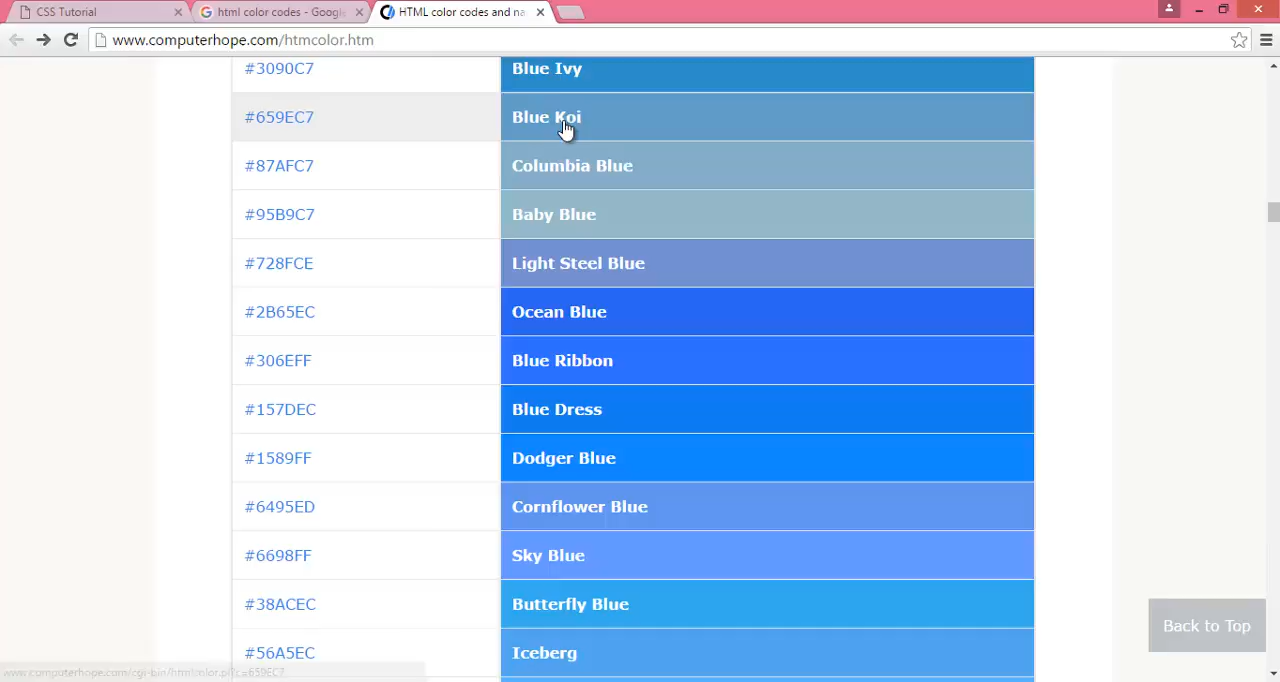 CSS Tutorial
html color codes - Google
HTML color codes and na
www.computerhope.com/htmcolor.htm
#3090C7 Blue Ivy
#659EC7 Blue Koi
#87AFC7 Columbia Blue
#95B9C7 Baby Blue
#728FCE Light Steel Blue
#2B65EC Ocean Blue
#306EFF Blue Ribbon
#157DEC Blue Dress
#1589FF Dodger Blue
#6495ED Cornflower Blue
#6698FF Sky Blue
#38ACEC Butterfly Blue
#56A5EC Iceberg
Back to Top